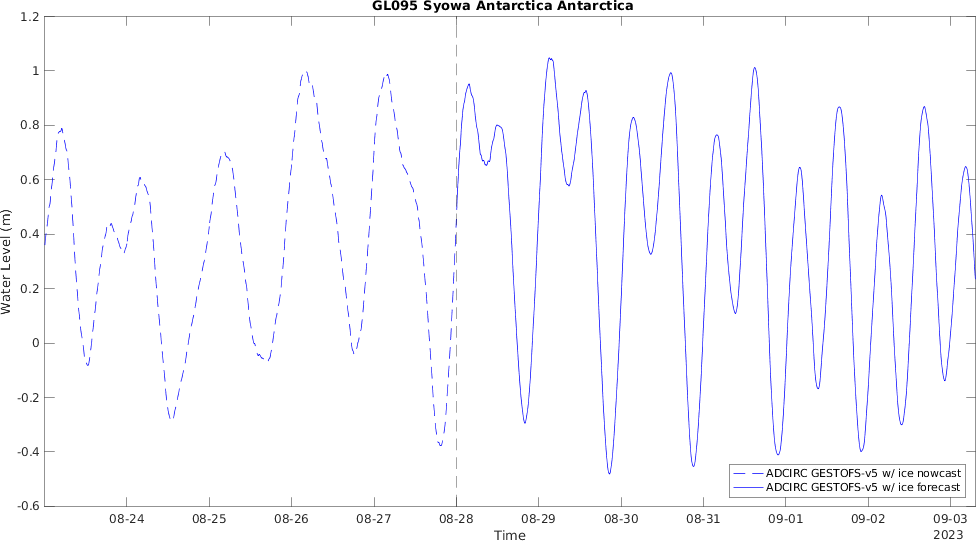 GL095 Syowa Antarctica Antarctica
1.2
1
0.8
0.6
0.4
0.2
0
-0.2
-0.4
-0.6
Water Level (m)
ADCIRC GESTOFS-v5 w/ ice nowcast
ADCIRC GESTOFS-v5 w/ ice forecast
08-24 08-25 08-26 08-27 08-28 08-29 08-30 08-31 09-01 09-02 09-03
Time 2023